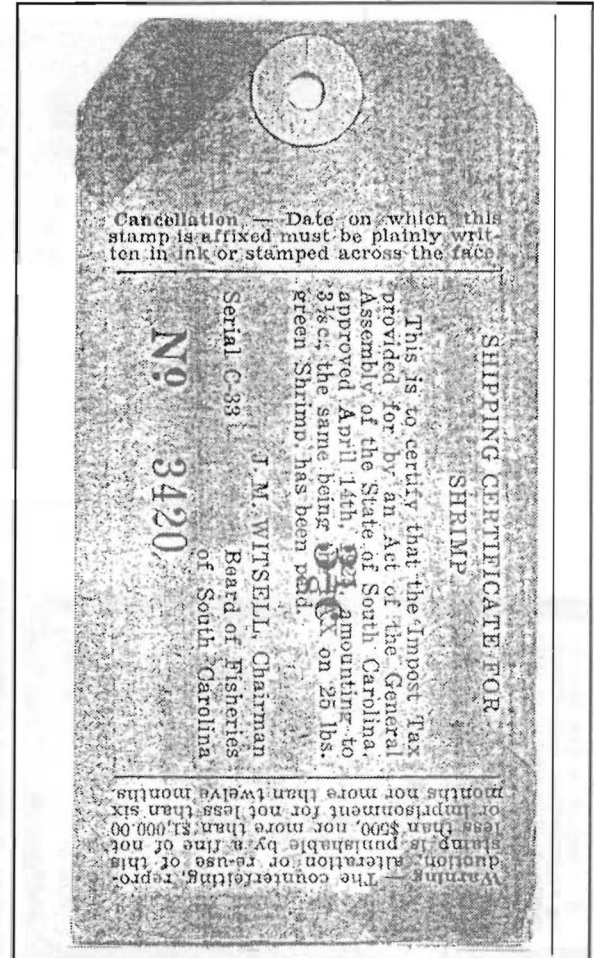 Cancellation — Date on which this
stamp is affixed must be plainly writ-
ten in ink or stamped across the face
SHIPPING CERTIFICATE FOR
SHRIMP
This is to certify that the Impost Tax
provided for by an Act of the General
Assembly of the State of South Carolina,
approved April 14th, amounting to
3⅛c., the same being on 25 lbs.
green Shrimp, has been paid.
J. M. WITSELL, Chairman
Serial C-33 Board of Fisheries
of South Carolina
No 3420
Warning — The counterfeiting, repro-
duction, alteration or re-use of this
stamp is punishable by a fine of not
less than $500, nor more than $1,000.00
or imprisonment for not less than six
months nor more than twelve months.